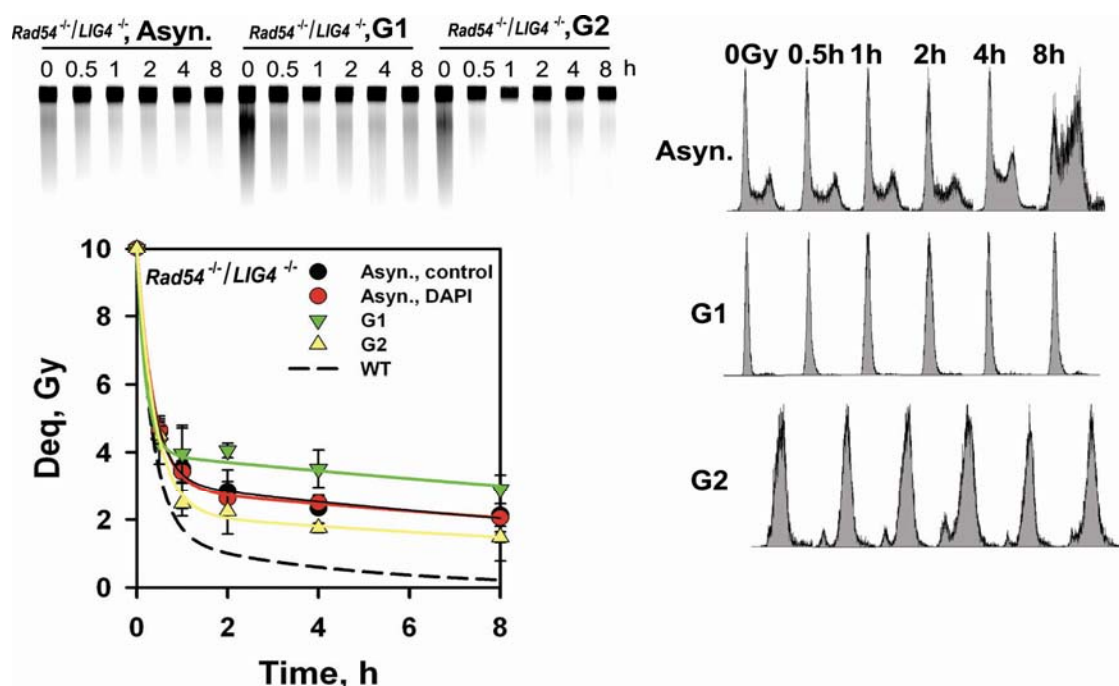 Rad54 -/-/LIG4 -/-, Asyn. Rad54 -/-/LIG4 -/-,G1 Rad54 -/-/LIG4 -/-,G2
0 0.5 1 2 4 8 0 0.5 1 2 4 8 0 0.5 1 2 4 8 h
10
8
6
4
2
0
Deq, Gy
Rad54 -/-/LIG4 -/-
Asyn., control
Asyn., DAPI
G1
G2
WT
0 2 4 6 8
Time, h
0Gy 0.5h 1h 2h 4h 8h
Asyn.
G1
G2